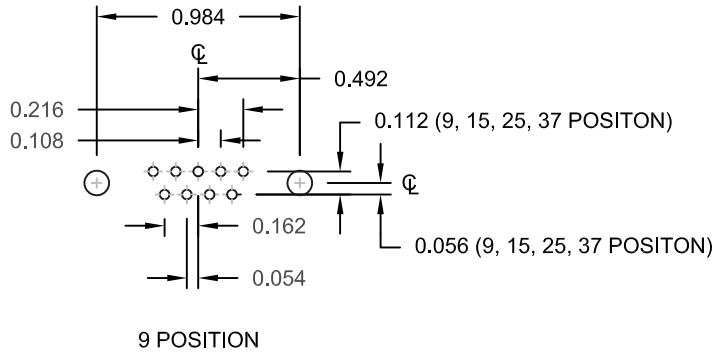 0.984
℄
0.492
0.216
0.112 (9, 15, 25, 37 POSITON)
0.108
℄
0.162
0.056 (9, 15, 25, 37 POSITON)
0.054
9 POSITION